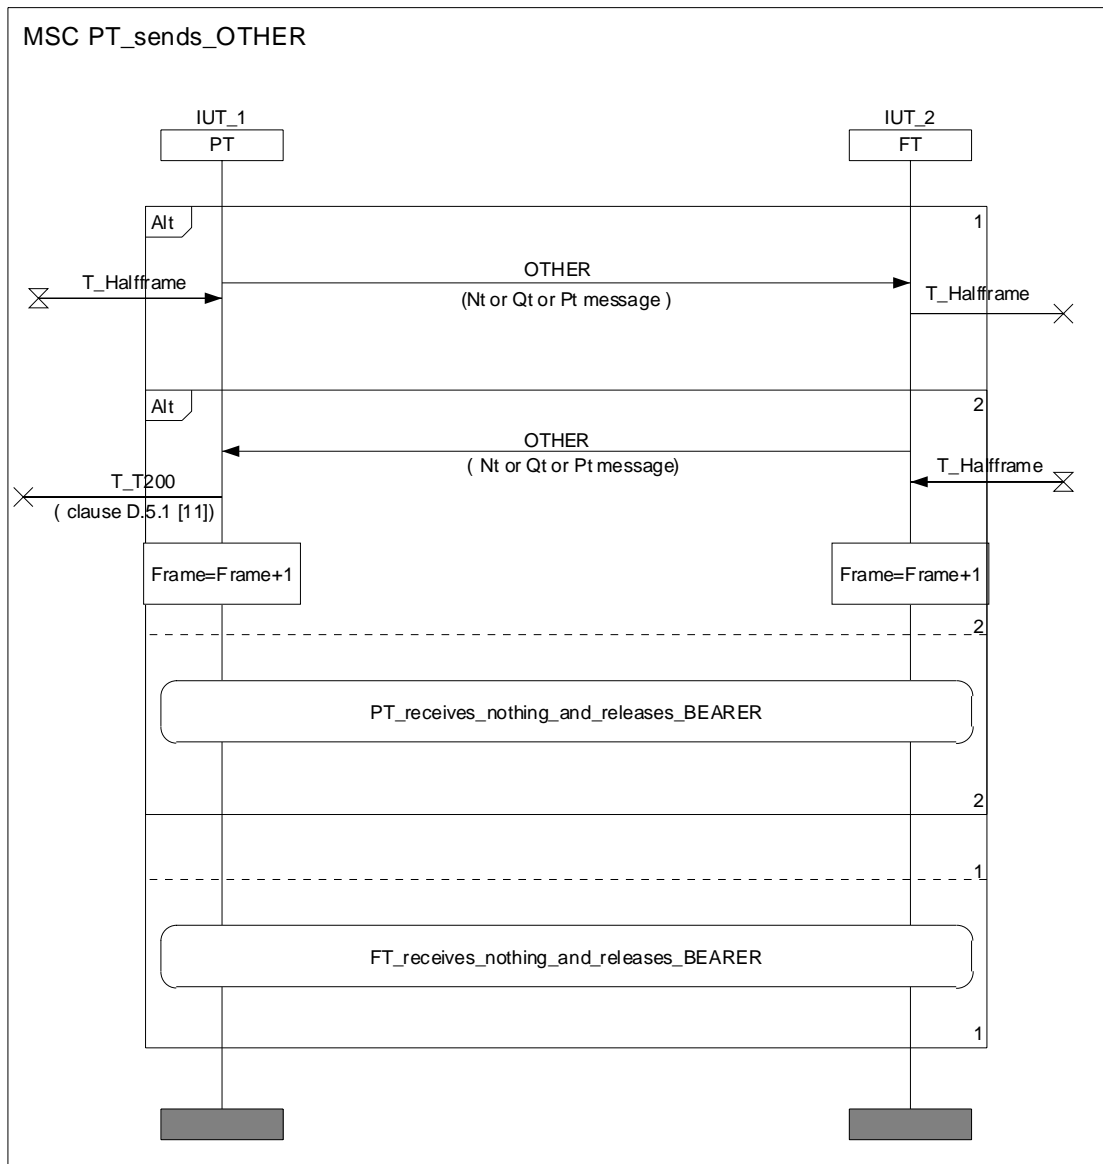 MSC PT_sends_OTHER
IUT_1
IUT_2
PT
FT
Alt
1
T_Halfframe
OTHER
(Nt or Qt or Pt message )
T_Halfframe
Alt
2
OTHER
( Nt or Qt or Pt message)
T_Halfframe
T_T200
( clause D.5.1 [11])
Frame=Frame+1
Frame=Frame+1
2
PT_receives_nothing_and_releases_BEARER
2
1
FT_receives_nothing_and_releases_BEARER
1